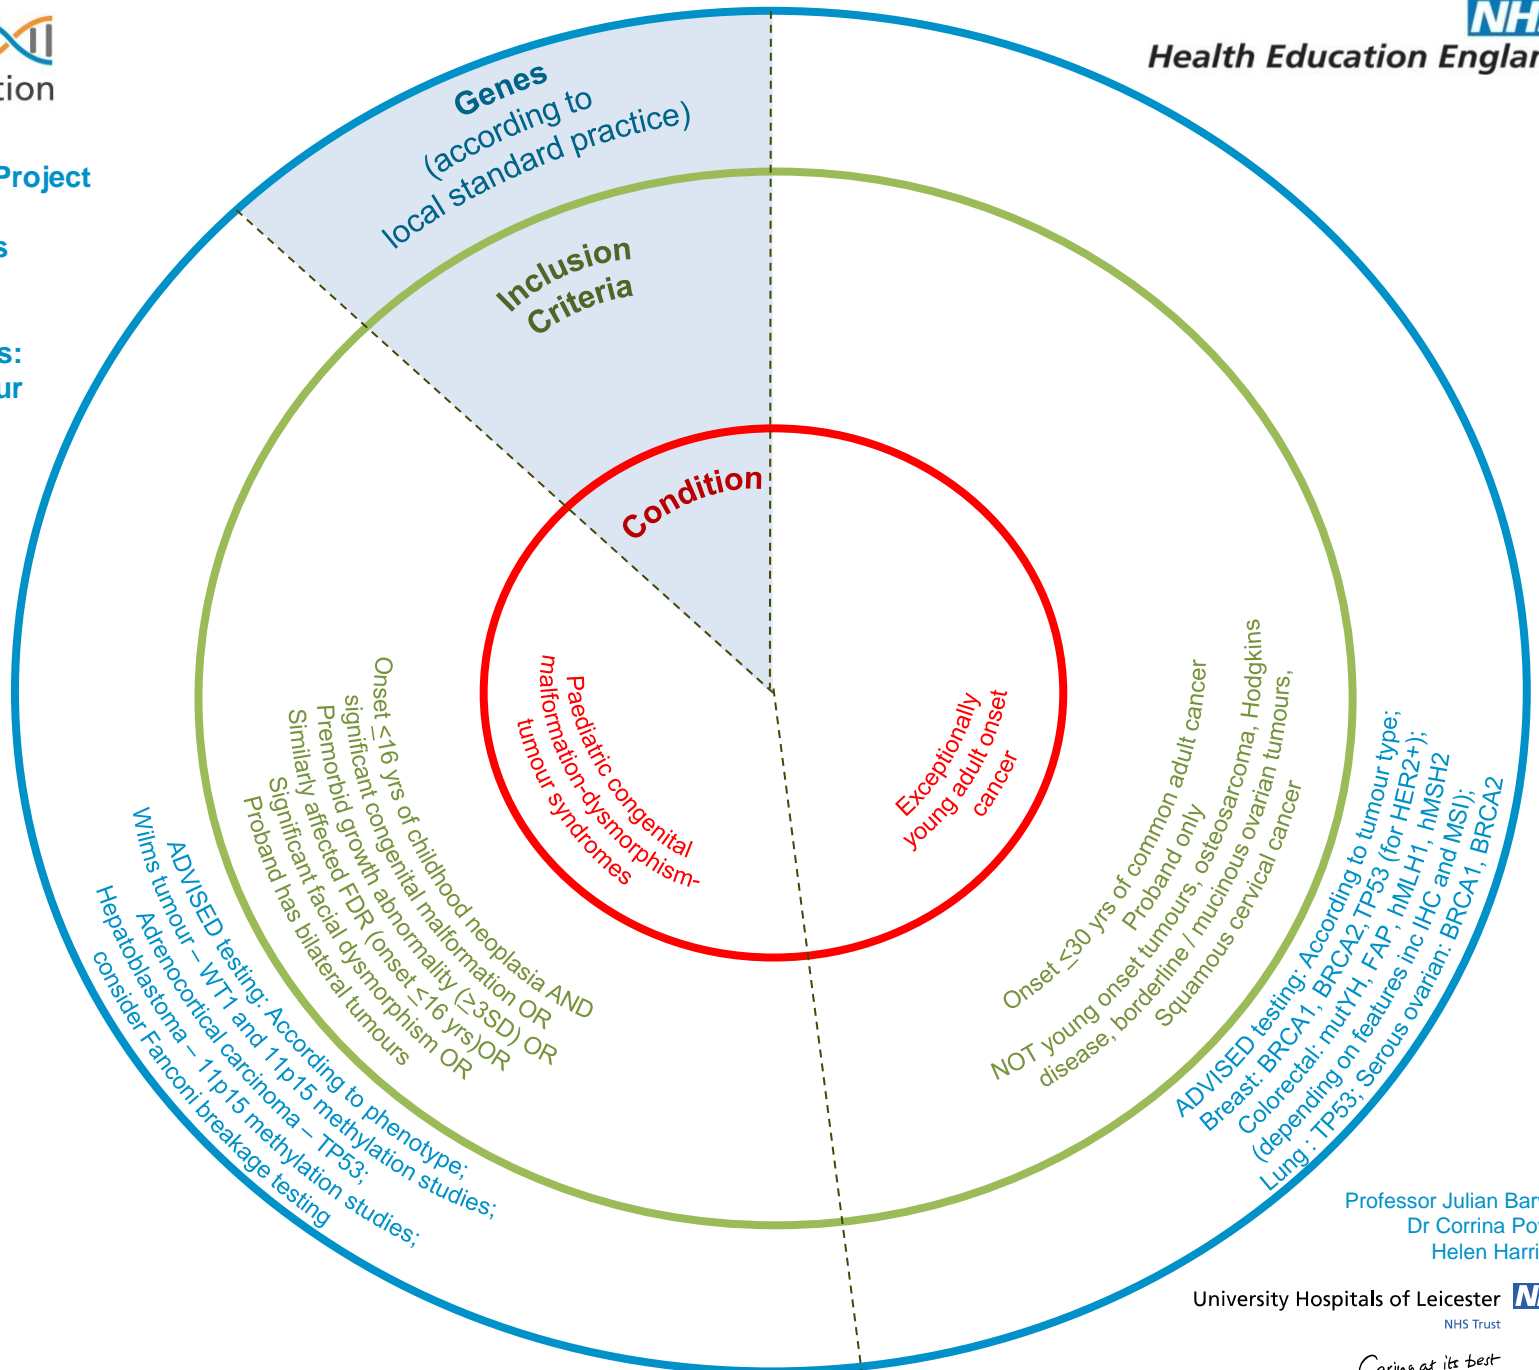 Project
NHS
Health Education England
Genes
(according to
local standard practice)
Inclusion
Criteria
Condition
Paediatric congenital
malformation-dysmorphism-
tumour syndromes
Exceptionally
young adult onset
cancer
Onset <16 yrs of childhood neoplasia AND
significant congenital malformation OR
Premorbid growth abnormality (≥3SD) OR
Similarly affected FDR (onset ≤16 yrs)OR
Significant facial dysmorphism OR
Proband has bilateral tumours
Onset ≤30 yrs of common adult cancer
Proband only
NOT young onset tumours, osteosarcoma, Hodgkins
disease, borderline / mucinous ovarian tumours,
Squamous cervical cancer
ADVISED testing: According to phenotype;
Wilms tumour – WT1 and 11p15 methylation studies;
Adrenocortical carcinoma – TP53;
Hepatoblastoma – 11p15 methylation studies;
consider Fanconi breakage testing
ADVISED testing: According to tumour type;
Breast: BRCA1, BRCA2,TP53 (for HER2+);
Colorectal: mutYH, FAP, hMLH1, hMSH2
(depending on features inc IHC and MSI);
Lung : TP53; Serous ovarian: BRCA1, BRCA2
Professor Julian
Dr Corrina
Helen
University Hospitals of Leicester
NHS Trust
Caring at its best